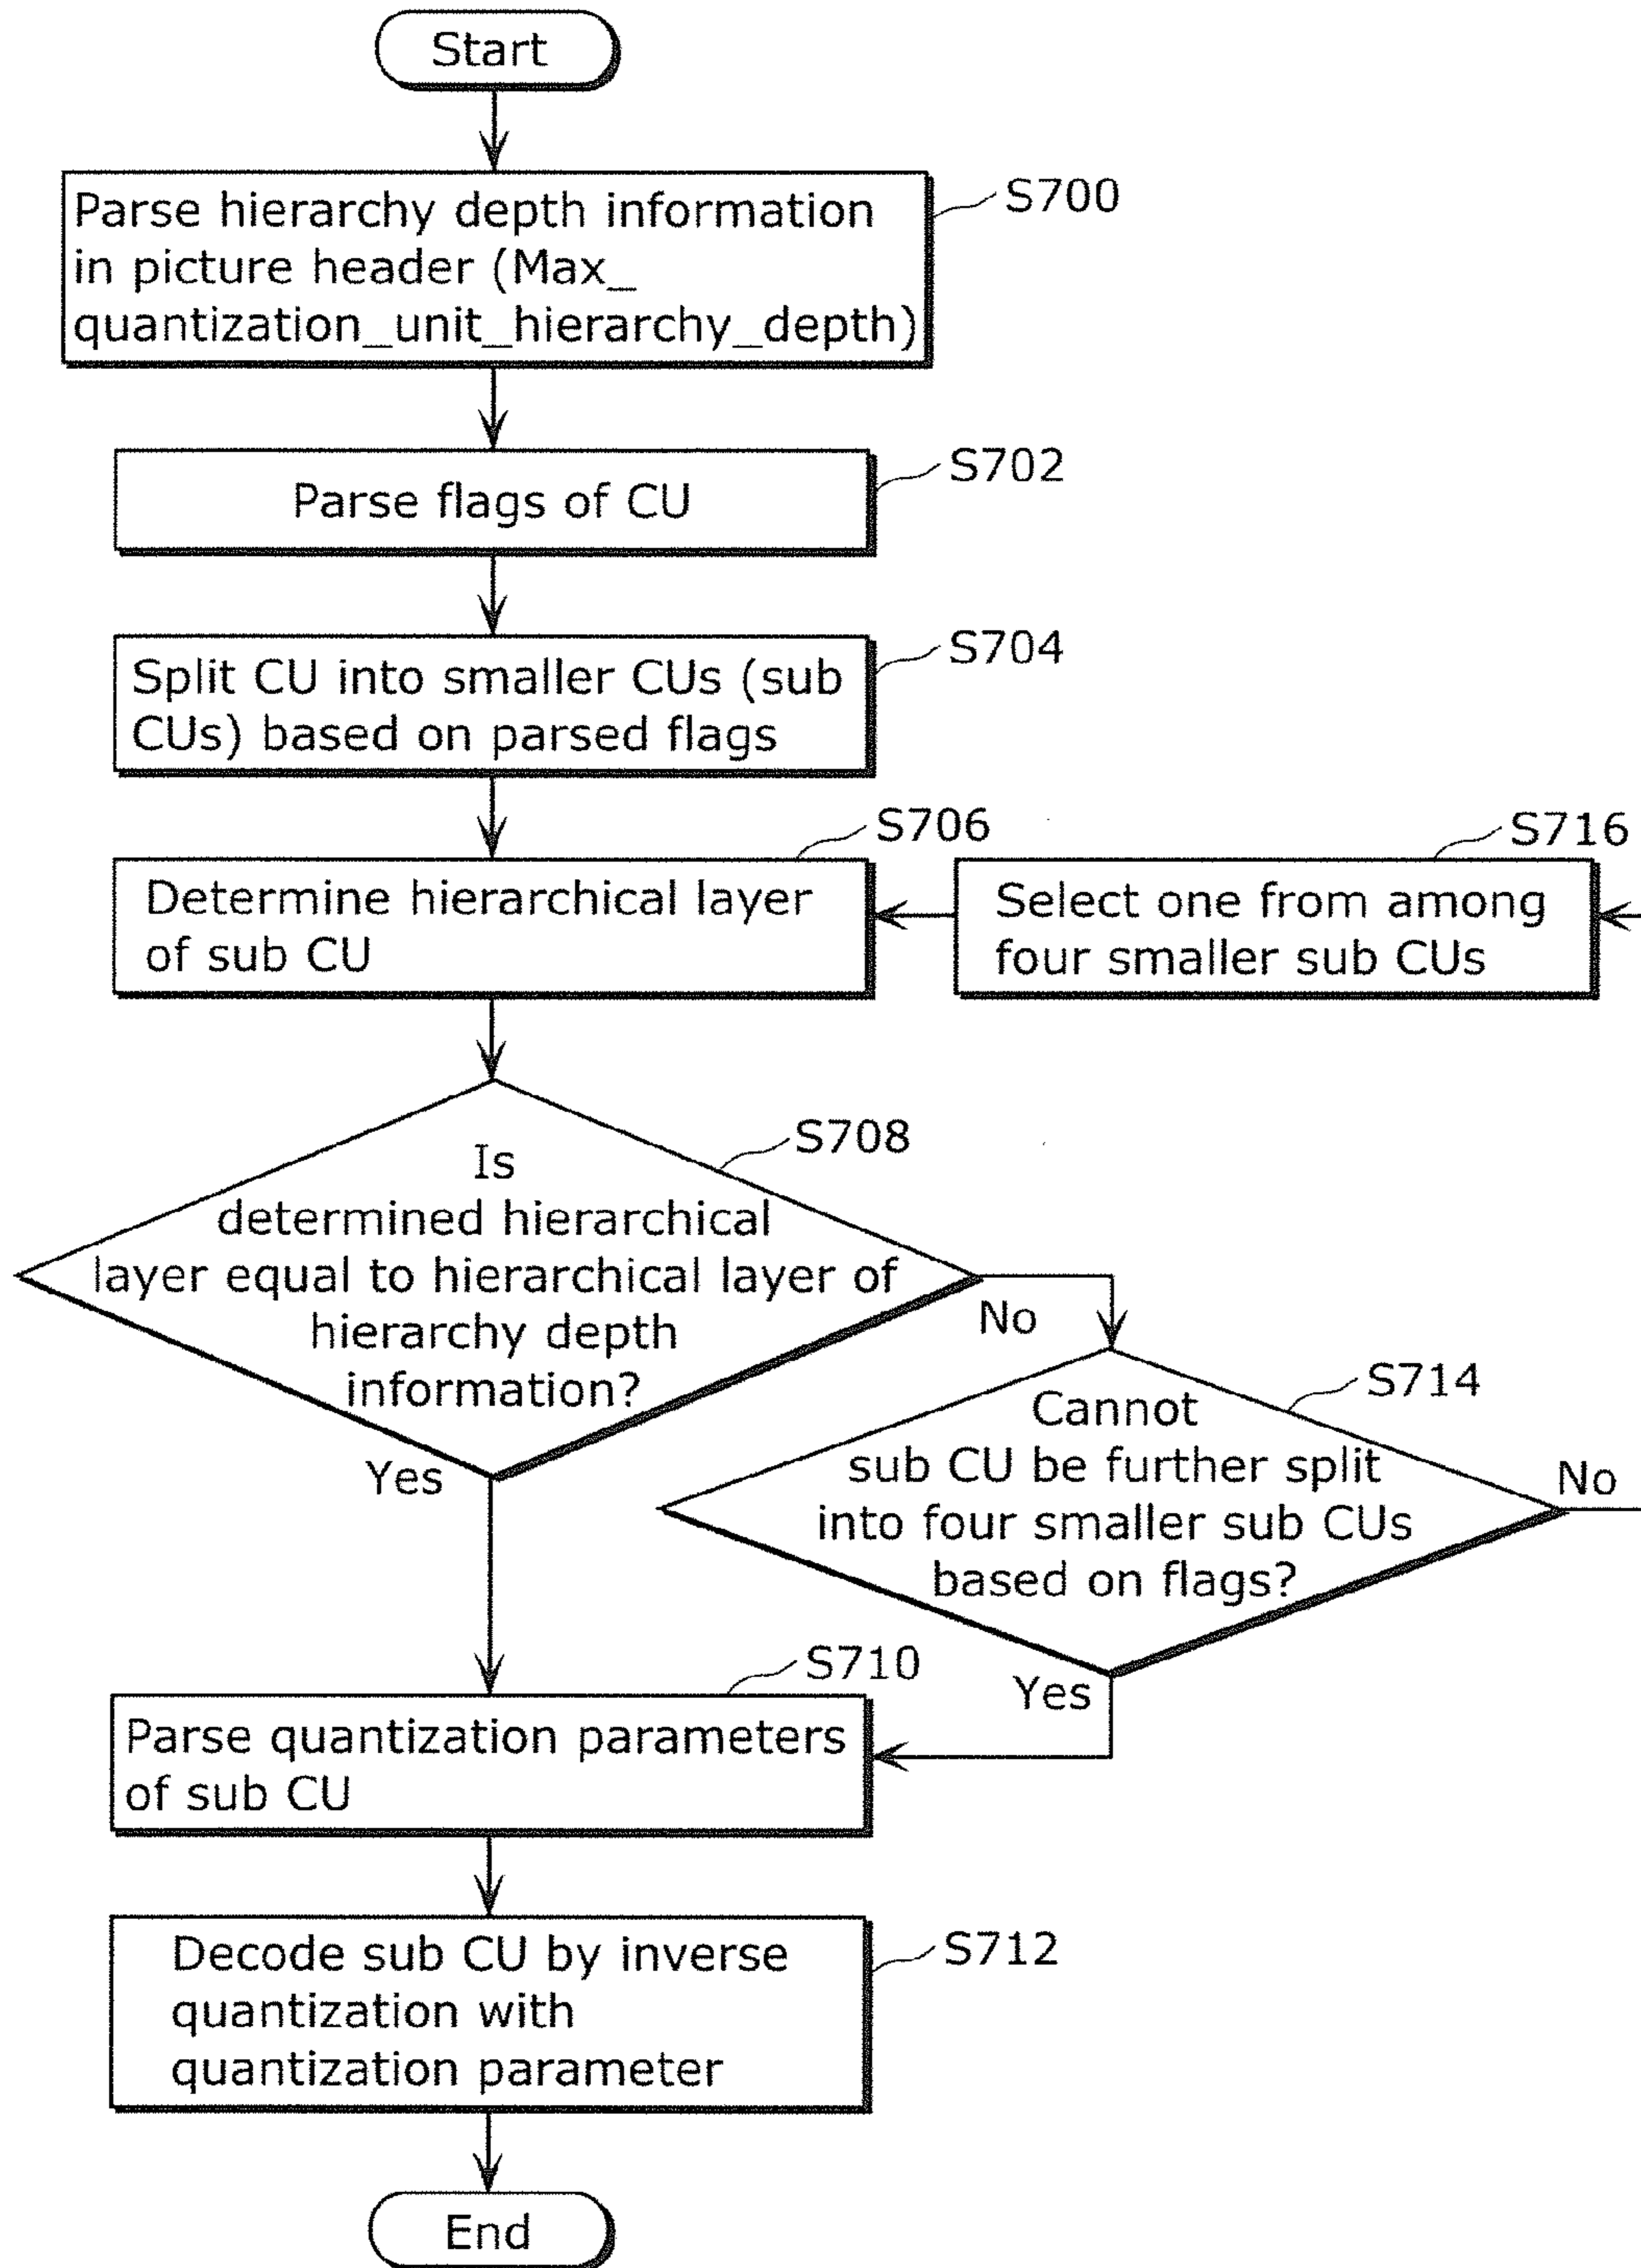 Start
Parse hierarchy depth information
in picture header (Max_
quantization_unit_hierarchy_depth)
S700
Parse flags of CU
S702
Split CU into smaller CUs (sub
CUs) based on parsed flags
S704
Determine hierarchical layer
of sub CU
S706
Select one from among
four smaller sub CUs
S716
Is
determined hierarchical
layer equal to hierarchical layer of
hierarchy depth
information?
S708
No
Yes
Cannot
sub CU be further split
into four smaller sub CUs
based on flags?
S714
No
Yes
Parse quantization parameters
of sub CU
S710
Decode sub CU by inverse
quantization with
quantization parameter
S712
End